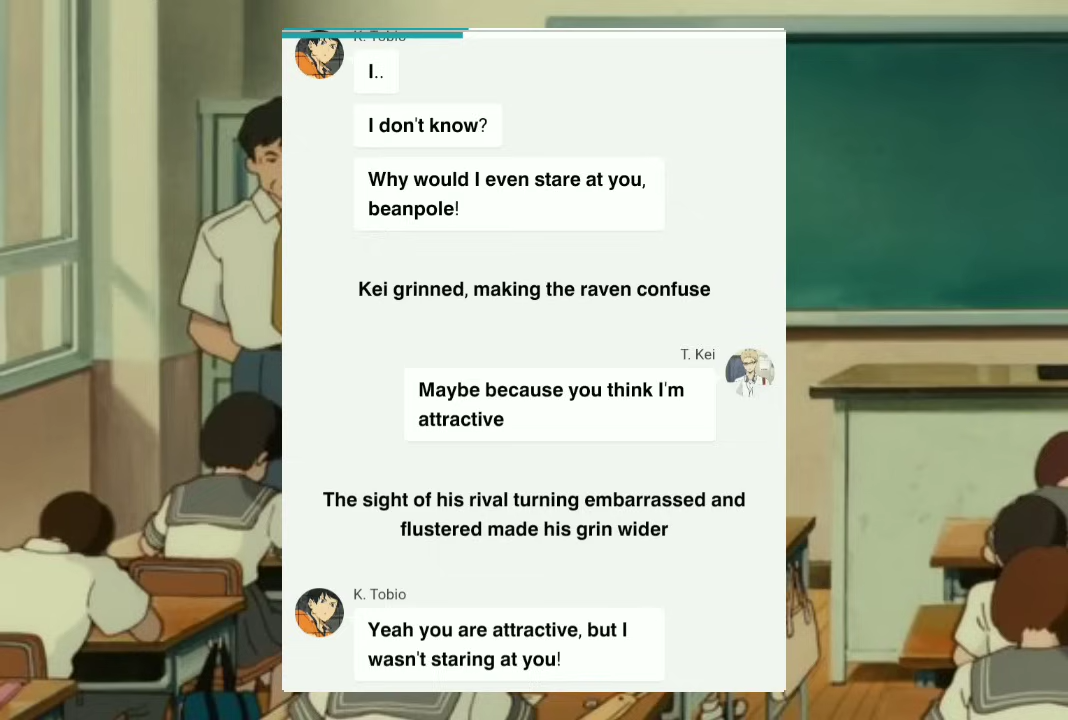 K. Tobio
I..
I don't know?
Why would I even stare at you,
beanpole!
Kei grinned, making the raven confuse
T. Kei
Maybe because you think I'm
attractive
The sight of his rival turning embarrassed and
flustered made his grin wider
K. Tobio
Yeah you are attractive, but I
wasn't staring at you!